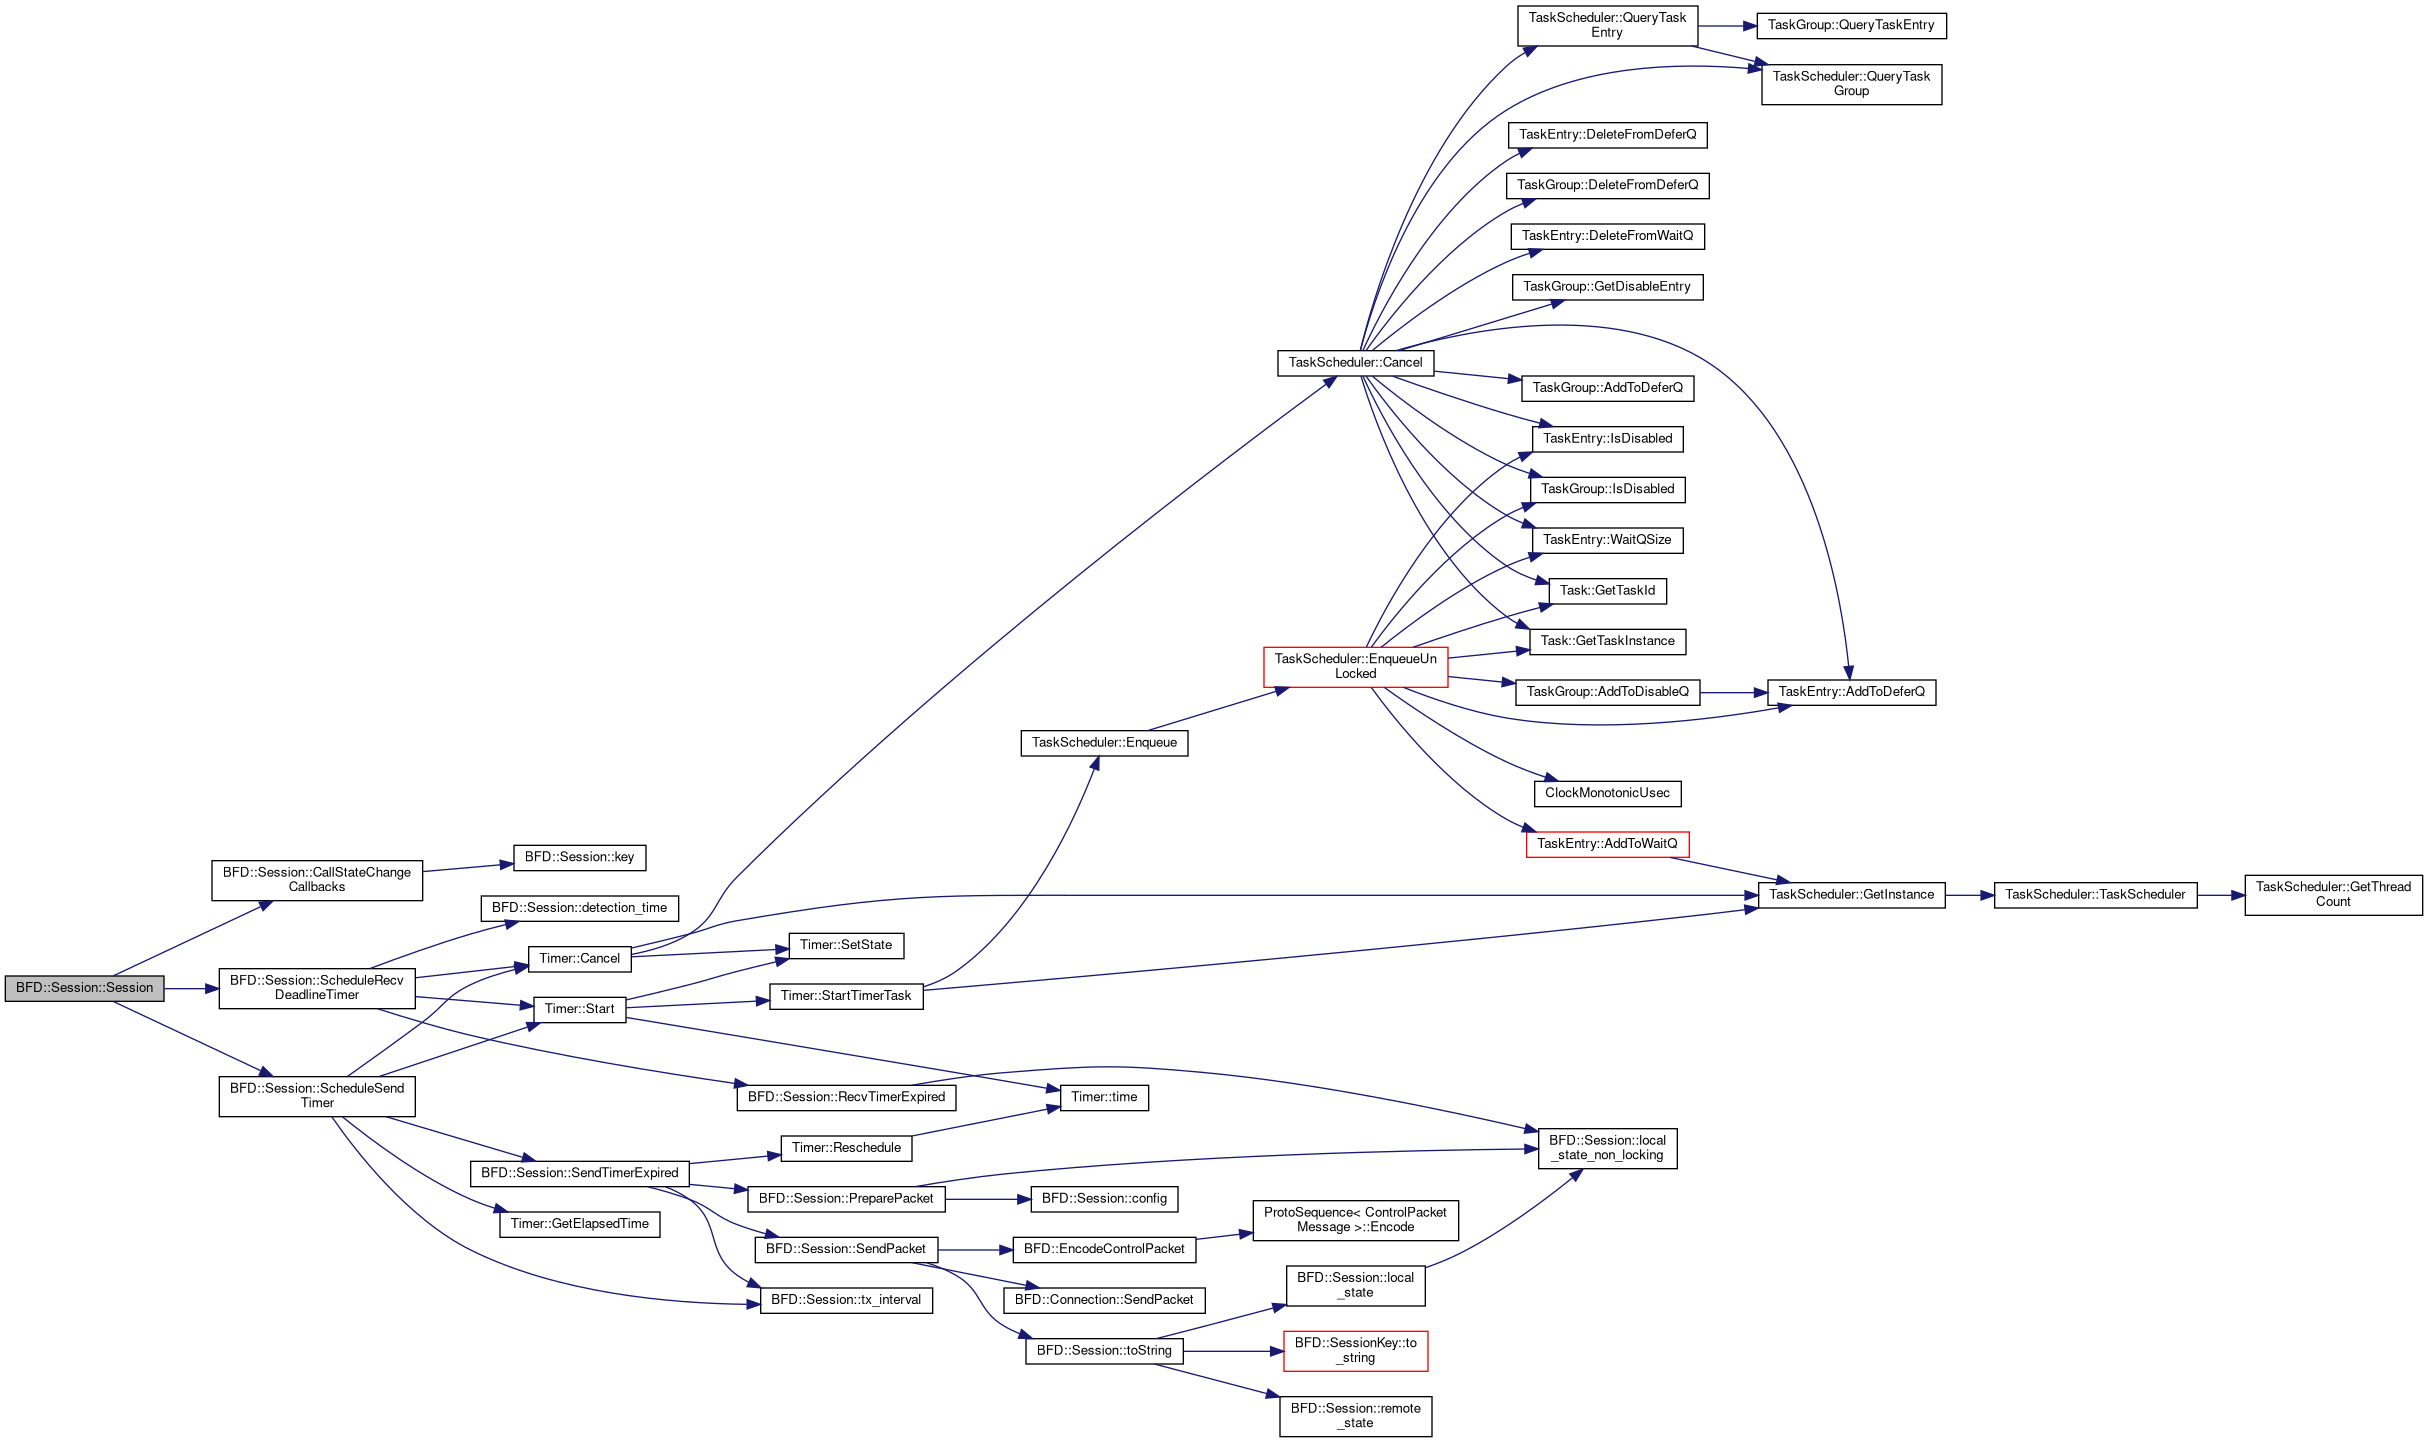 TaskScheduler::QueryTask
Entry
TaskGroup::QueryTaskEntry
TaskScheduler::QueryTask
Group
TaskEntry::DeleteFromDeferQ
TaskGroup::DeleteFromDeferQ
TaskEntry::DeleteFromWaitQ
TaskGroup::GetDisableEntry
TaskScheduler::Cancel
TaskGroup::AddToDeferQ
TaskEntry::IsDisabled
TaskGroup::IsDisabled
TaskEntry::WaitQSize
Task::GetTaskId
Task::GetTaskInstance
TaskScheduler::EnqueueUn
Locked
TaskGroup::AddToDisableQ
TaskEntry::AddToDeferQ
TaskScheduler::Enqueue
ClockMonotonicUsec
TaskEntry::AddToWaitQ
BFD::Session::key
BFD::Session::CallStateChange
Callbacks
TaskScheduler::GetInstance
TaskScheduler::TaskScheduler
TaskScheduler::GetThread
Count
BFD::Session::detection_time
Timer::SetState
Timer::Cancel
BFD::Session::Session
BFD::Session::ScheduleRecv
DeadlineTimer
Timer::StartTimerTask
Timer::Start
BFD::Session::ScheduleSend
Timer
BFD::Session::RecvTimerExpired
Timer::time
Timer::Reschedule
BFD::Session::local
_state_non_locking
BFD::Session::SendTimerExpired
BFD::Session::PreparePacket
BFD::Session::config
Timer::GetElapsedTime
ProtoSequence< ControlPacket
Message >::Encode
BFD::Session::SendPacket
BFD::EncodeControlPacket
BFD::Session::tx_interval
BFD::Connection::SendPacket
BFD::Session::local
_state
BFD::Session::toString
BFD::SessionKey::to
_string
BFD::Session::remote
_state